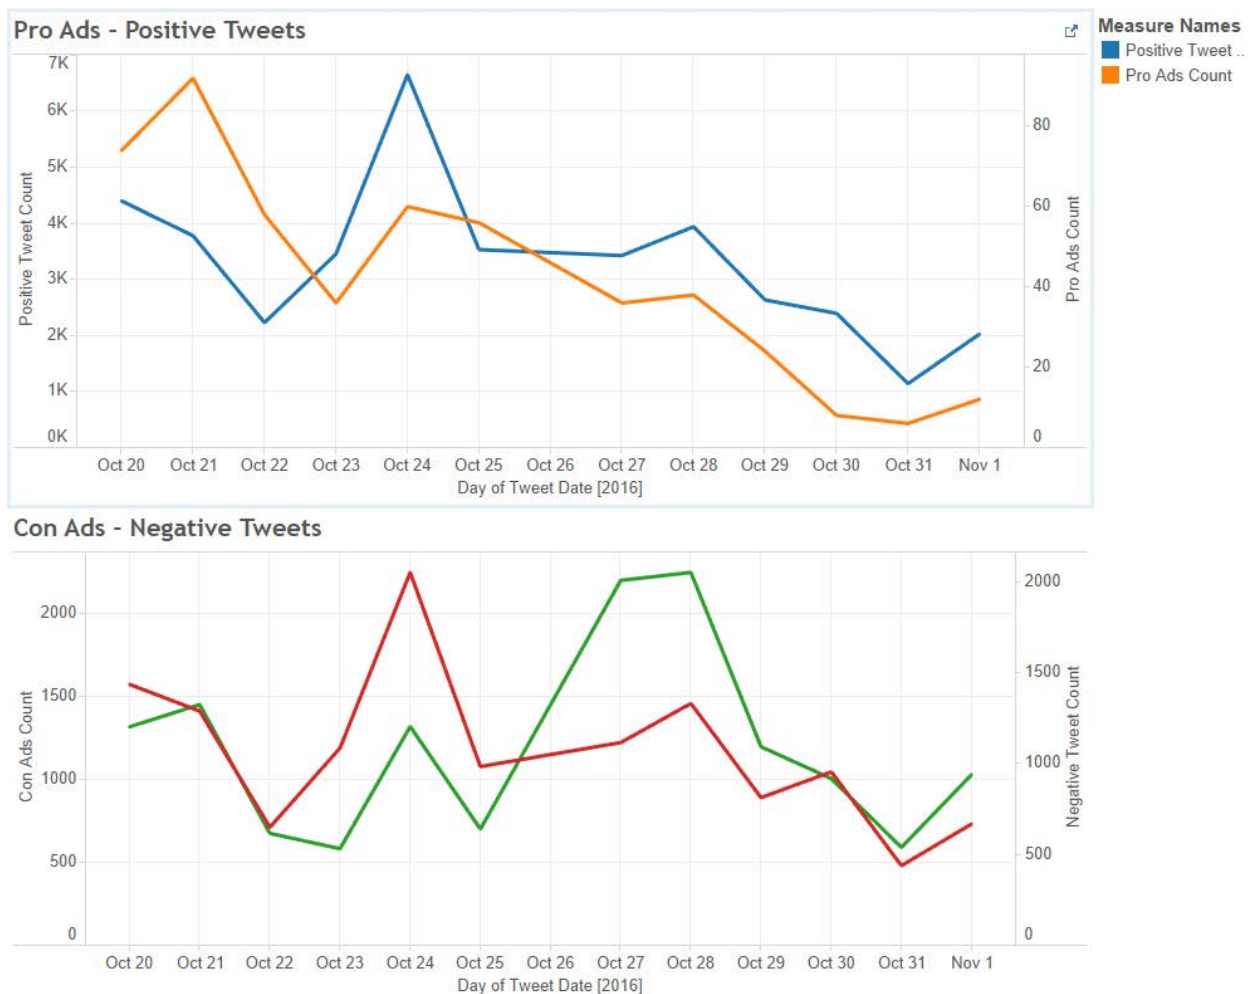 Pro Ads - Positive Tweets
Measure Names
Positive Tweet ..
Pro Ads Count
7K
6K
5K
4K
3K
2K
1K
0K
Positive Tweet Count
80
60
40
20
0
Pro Ads Count
Oct 20 Oct 21 Oct 22 Oct 23 Oct 24 Oct 25 Oct 26 Oct 27 Oct 28 Oct 29 Oct 30 Oct 31 Nov 1
Day of Tweet Date [2016]
Con Ads - Negative Tweets
2000
1500
1000
500
0
Con Ads Count
2000
1500
1000
500
0
Negative Tweet Count
Oct 20 Oct 21 Oct 22 Oct 23 Oct 24 Oct 25 Oct 26 Oct 27 Oct 28 Oct 29 Oct 30 Oct 31 Nov 1
Day of Tweet Date [2016]